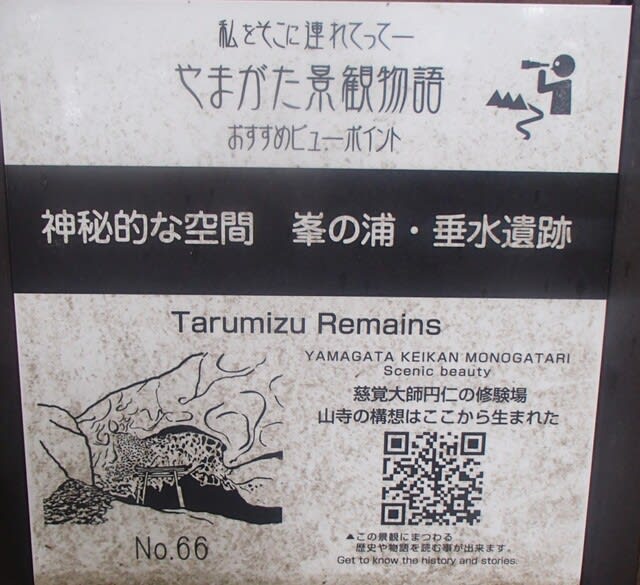 私をそこに連れてってー
やまがた景観物語
おすすめビューポイント
神秘的な空間 峯の浦・垂水遺跡
Tarumizu Remains
YAMAGATA KEIKAN MONOGATARI
Scenic beauty
慈覚大師円仁の修験場
山寺の構想はここから生まれた
No.66
▲この景観にまつわる
歴史や物語を読む事が出来ます。
Get to know the history and stories.